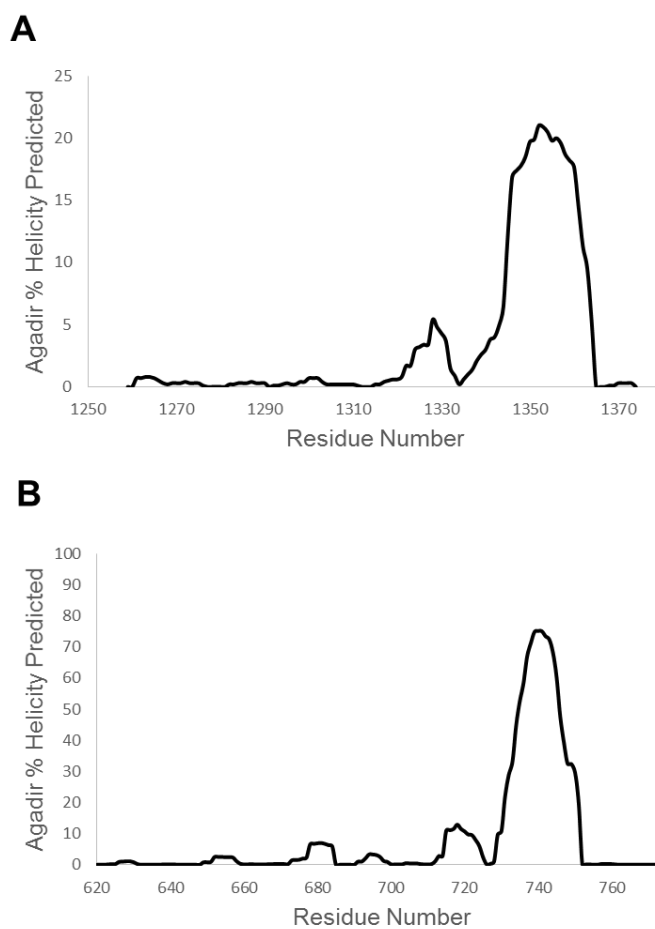 A
Agadir % Helicity Predicted
25
20
15
10
5
0
1250 1270 1290 1310 1330 1350 1370
Residue Number
B
Agadir % Helicity Predicted
100
90
80
70
60
50
40
30
20
10
0
620 640 660 680 700 720 740 760
Residue Number